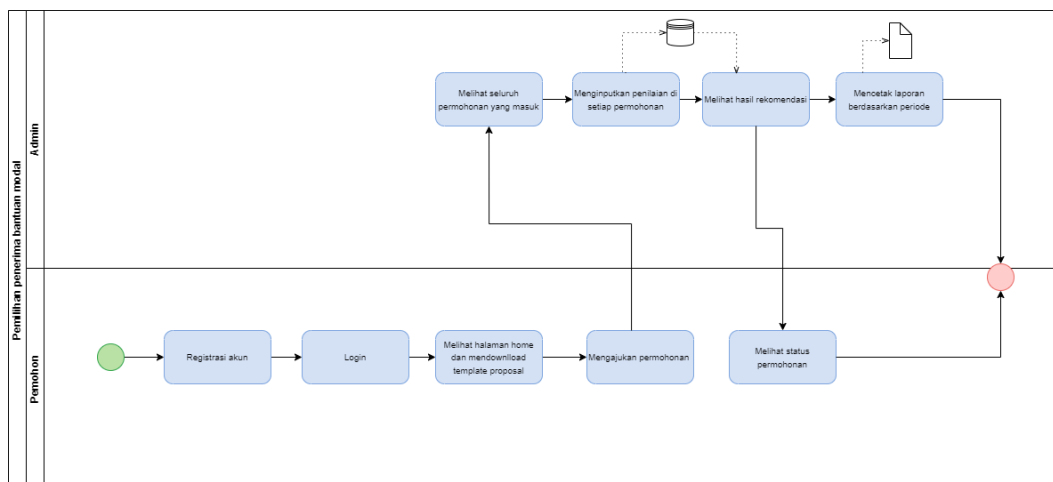 Pemilihan penerima bantuan modal
Admin
Melihat seluruh
permohonan yang masuk
Menginputkan penilaian di
setiap permohonan
Melihat hasil rekomendasi
Mencetak laporan
berdasarkan periode
Pemohon
Registrasi akun
Login
Melihat halaman home
dan mendownlload
template proposal
Mengajukan permohonan
Melihat status
permohonan